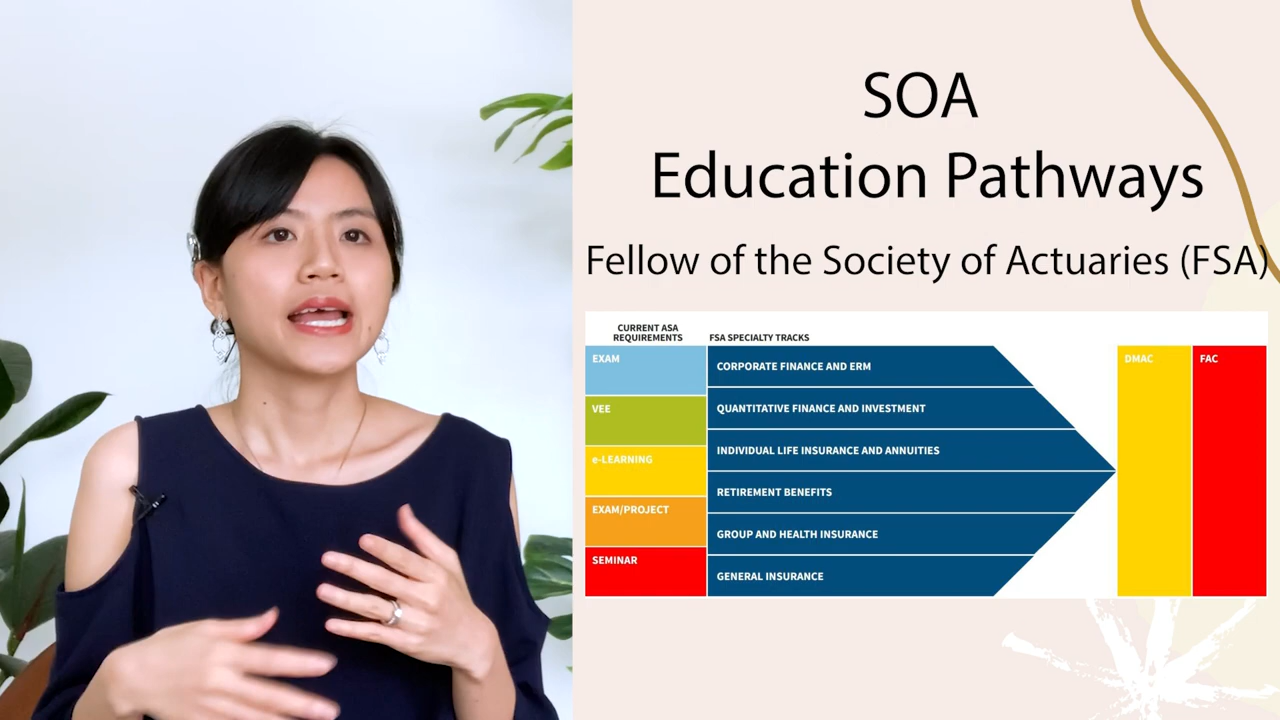 SOA
Education Pathways
Fellow of the Society of Actuaries (FSA)
CURRENT ASA
REQUIREMENTS
FSA SPECIALTY TRACKS
EXAM
VEE
e-LEARNING
EXAM/PROJECT
SEMINAR
CORPORATE FINANCE AND ERM
QUANTITATIVE FINANCE AND INVESTMENT
INDIVIDUAL LIFE INSURANCE AND ANNUITIES
RETIREMENT BENEFITS
GROUP AND HEALTH INSURANCE
GENERAL INSURANCE
DMAC
FAC